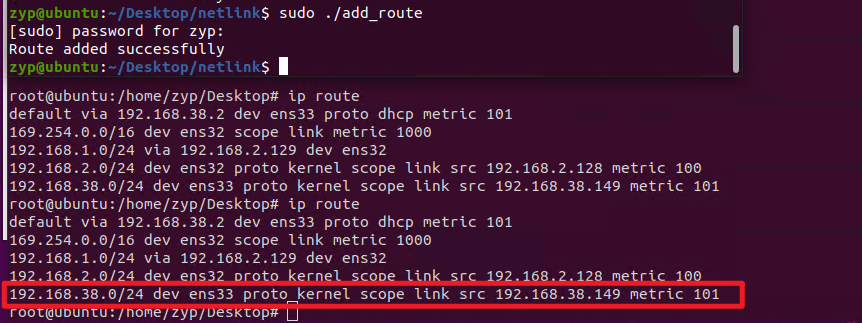 zyp@ubuntu:~/Desktop/netlink$ sudo ./add_route
[sudo] password for zyp:
Route added successfully
zyp@ubuntu:~/Desktop/netlink$
root@ubuntu:/home/zyp/Desktop# ip route
default via 192.168.38.2 dev ens33 proto dhcp metric 101
169.254.0.0/16 dev ens32 scope link metric 1000
192.168.1.0/24 via 192.168.2.129 dev ens32
192.168.2.0/24 dev ens32 proto kernel scope link src 192.168.2.128 metric 100
192.168.38.0/24 dev ens33 proto kernel scope link src 192.168.38.149 metric 101
root@ubuntu:/home/zyp/Desktop# ip route
default via 192.168.38.2 dev ens33 proto dhcp metric 101
169.254.0.0/16 dev ens32 scope link metric 1000
192.168.1.0/24 via 192.168.2.129 dev ens32
192.168.2.0/24 dev ens32 proto kernel scope link src 192.168.2.128 metric 100
192.168.38.0/24 dev ens33 proto kernel scope link src 192.168.38.149 metric 101
root@ubuntu:/home/zyp/Desktop#